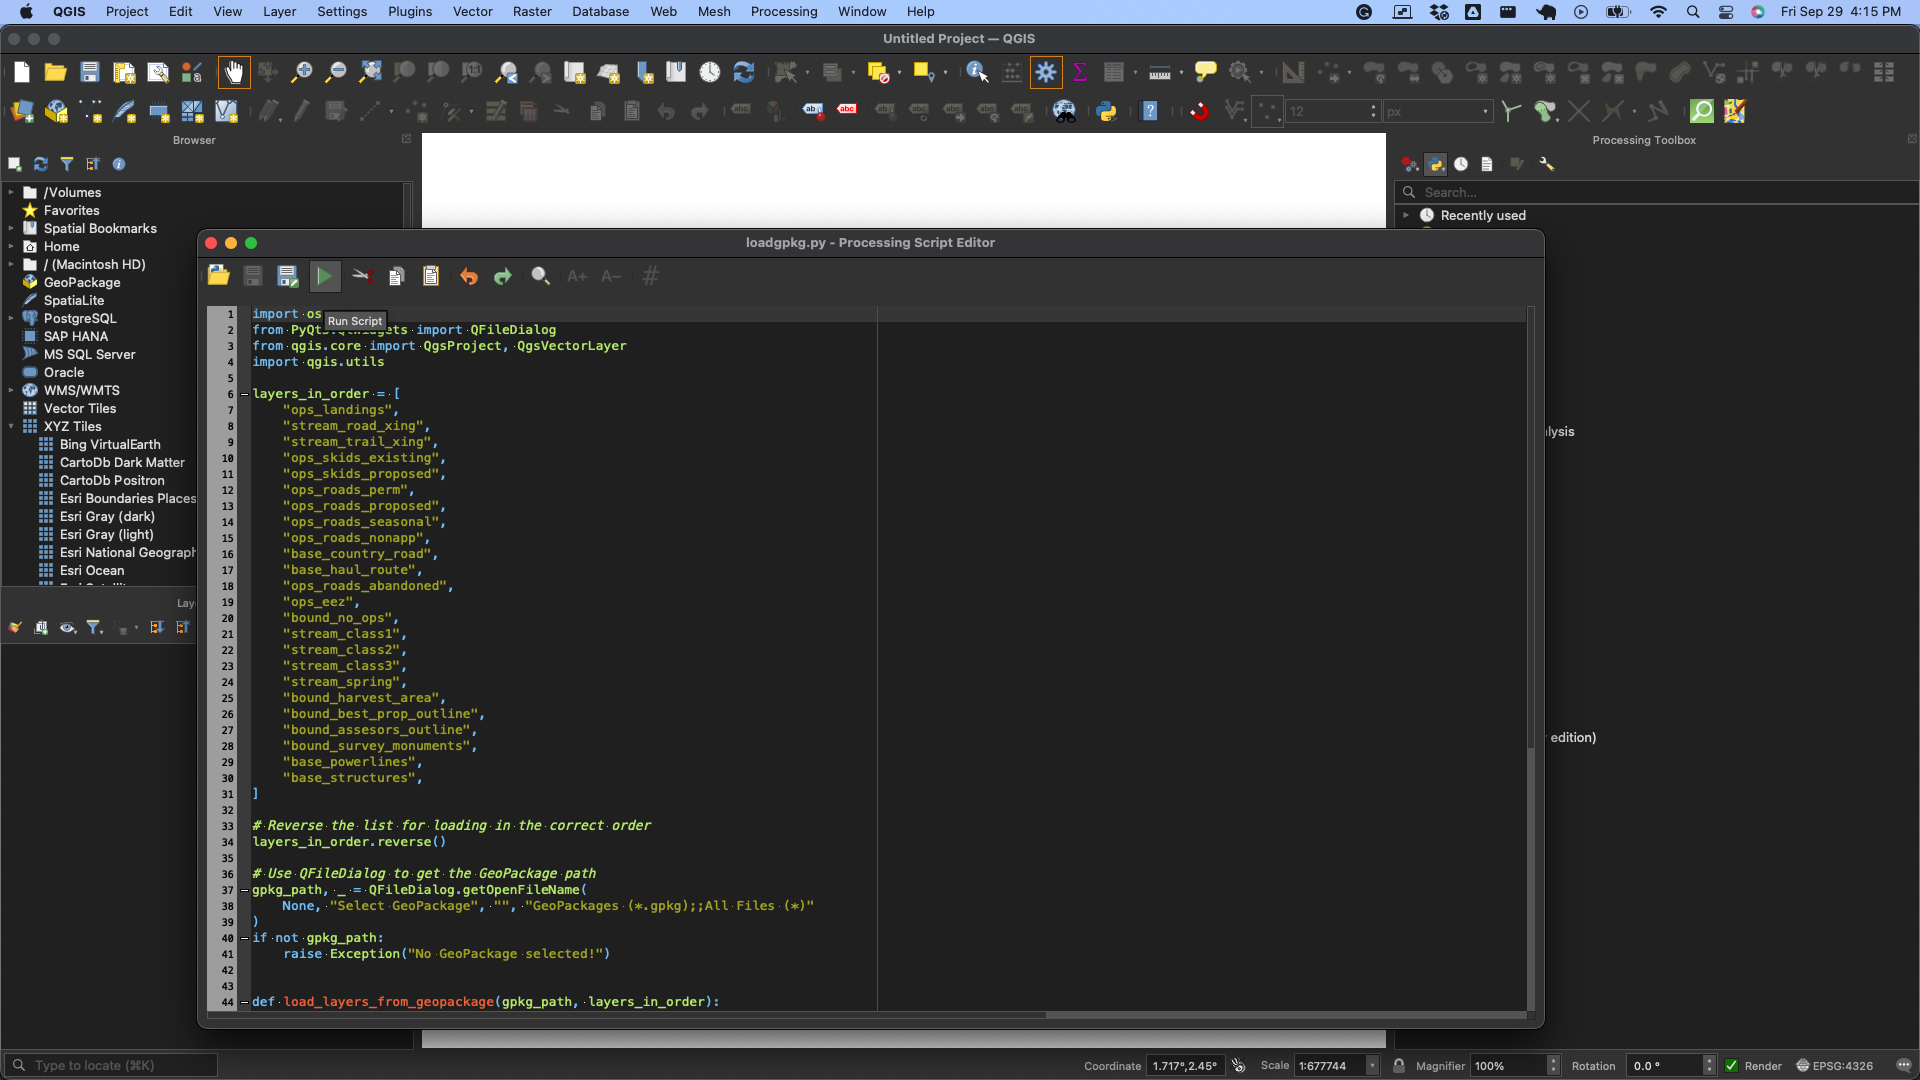 QGIS Project Edit View Layer Settings Plugins Vector Raster Database Web Mesh Processing Window Help Fri Sep 29 4:15 PM
Untitled Project — QGIS
12 px
Browser
/Volumes
Favorites
Spatial Bookmarks
Home
/ (Macintosh HD)
GeoPackage
SpatiaLite
PostgreSQL
SAP HANA
MS SQL Server
Oracle
WMS/WMTS
Vector Tiles
XYZ Tiles
Bing VirtualEarth
CartoDb Dark Matter
CartoDb Positron
Esri Boundaries Places
Esri Gray (dark)
Esri Gray (light)
Esri National Geograph
Esri Ocean
Lay
Processing Toolbox
Search...
Recently used
lysis
edition)
loadgpkg.py - Processing Script Editor
Run Script
1 import os
2 from PyQt
import QFileDialog
3 from qgis.core import QgsProject, QgsVectorLayer
4 import qgis.utils
5
6 layers_in_order = [
7 "ops_landings",
8 "stream_road_xing",
9 "stream_trail_xing",
10 "ops_skids_existing",
11 "ops_skids_proposed",
12 "ops_roads_perm",
13 "ops_roads_proposed",
14 "ops_roads_seasonal",
15 "ops_roads_nonapp",
16 "base_country_road",
17 "base_haul_route",
18 "ops_roads_abandoned",
19 "ops_eez",
20 "bound_no_ops",
21 "stream_class1",
22 "stream_class2",
23 "stream_class3",
24 "stream_spring",
25 "bound_harvest_area",
26 "bound_best_prop_outline",
27 "bound_assesors_outline",
28 "bound_survey_monuments",
29 "base_powerlines",
30 "base_structures",
31 ]
32
33 # Reverse the list for loading in the correct order
34 layers_in_order.reverse()
35
36 # Use QFileDialog to get the GeoPackage path
37 gpkg_path, _ = QFileDialog.getOpenFileName(
38 None, "Select GeoPackage", "", "GeoPackages (*.gpkg);;All Files (*)"
39 )
40 if not gpkg_path:
41 raise Exception("No GeoPackage selected!")
42
43
44 def load_layers_from_geopackage(gpkg_path, layers_in_order):
Type to locate (⌘K)
Coordinate 1.717°,2.45° Scale 1:677744 Magnifier 100% Rotation 0.0 ° Render EPSG:4326